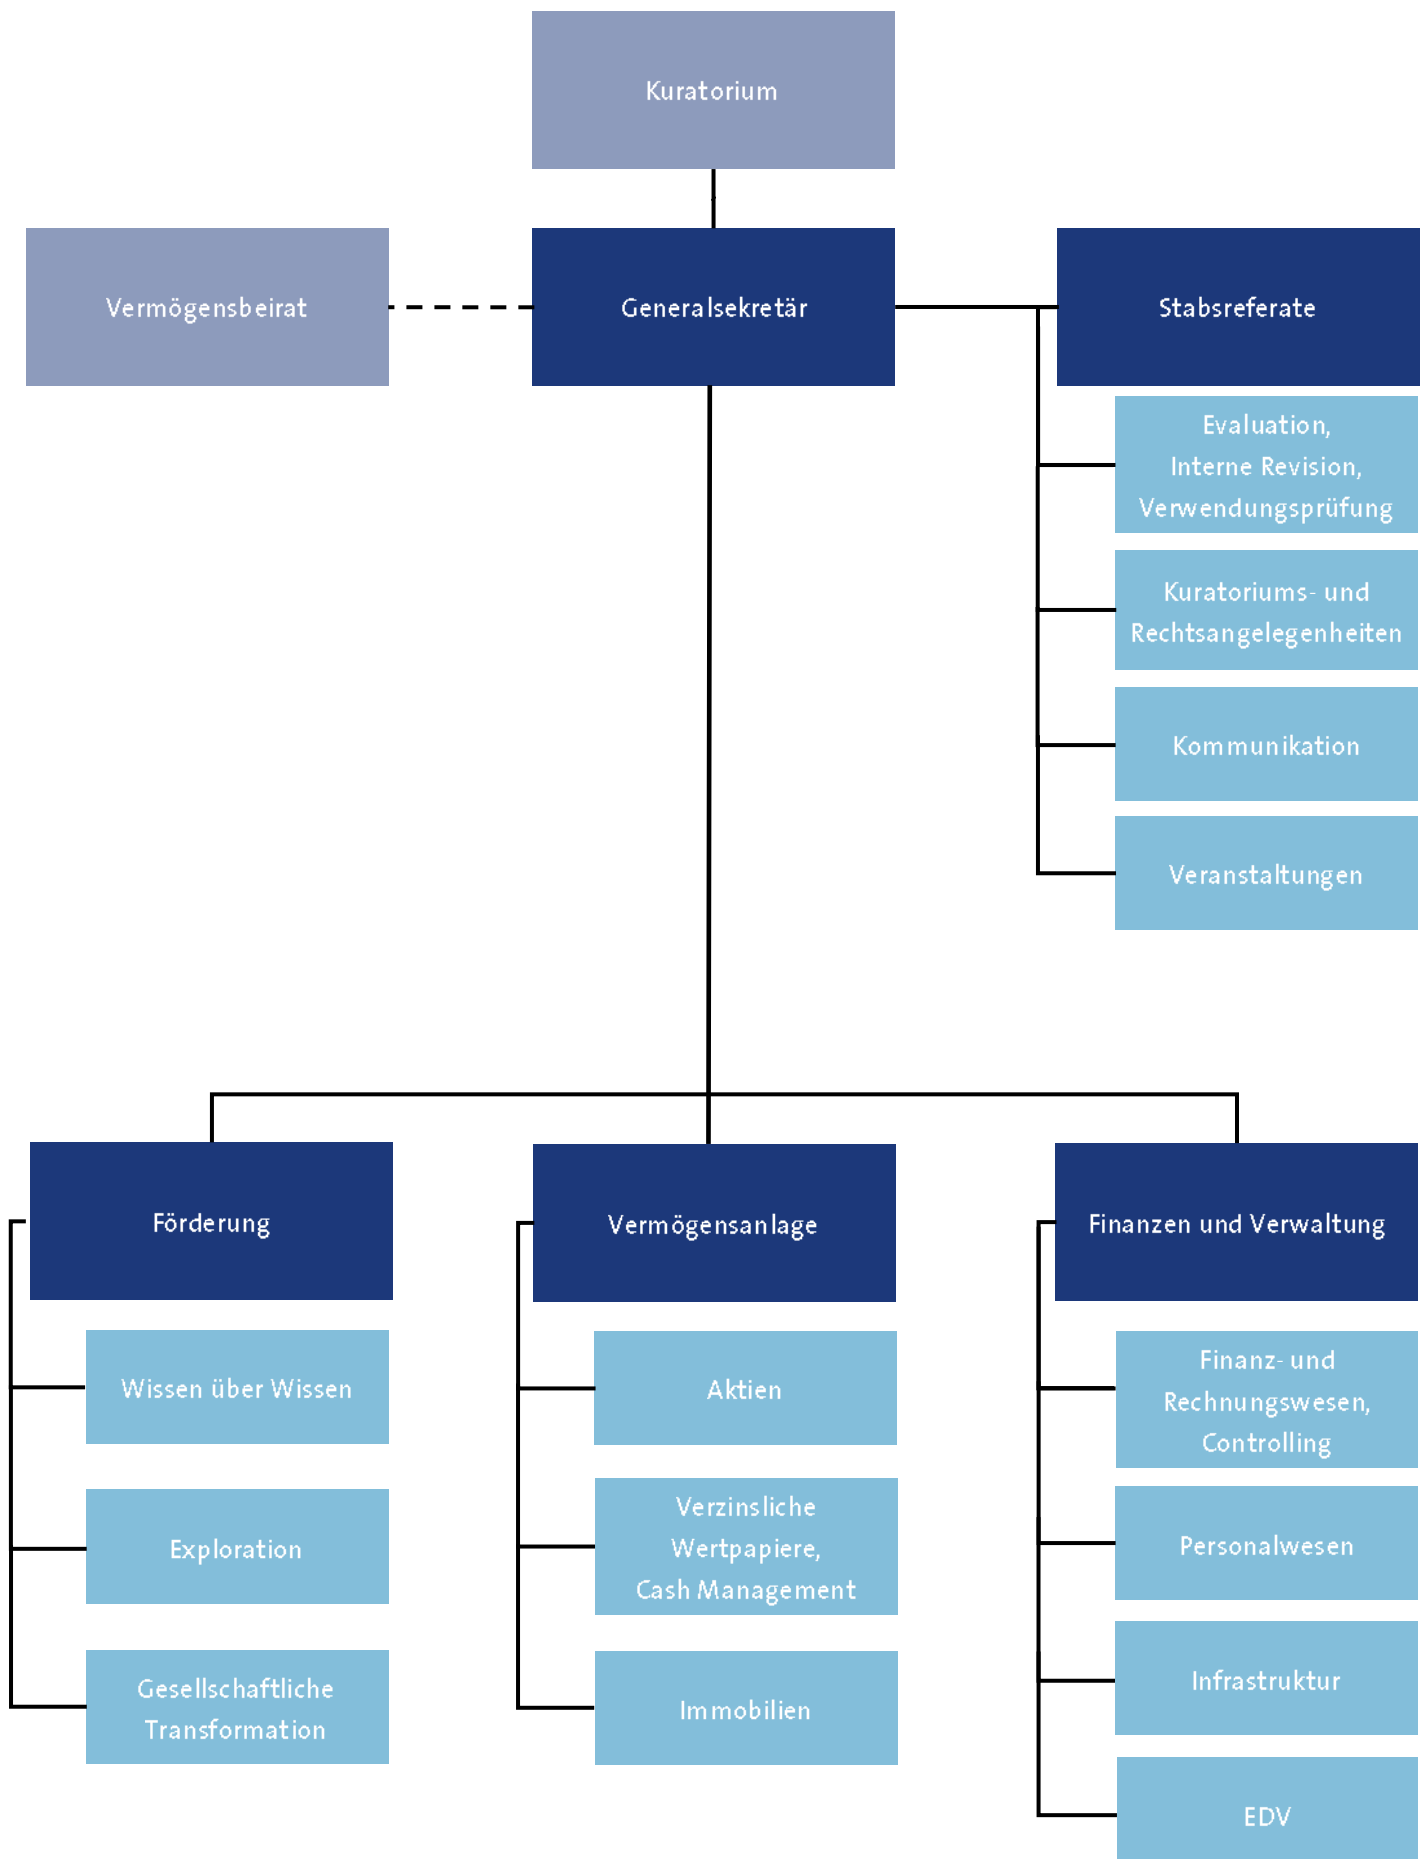 Kuratorium
Vermögensbeirat
Generalsekretär
Stabsreferate
Evaluation,
Interne Revision,
Verwendungsprüfung
Kuratoriums- und
Rechtsangelegenheiten
Kommunikation
Veranstaltungen
Förderung
Wissen über Wissen
Exploration
Gesellschaftliche
Transformation
Vermögensanlage
Aktien
Verzinsliche
Wertpapiere,
Cash Management
Immobilien
Finanzen und Verwaltung
Finanz- und
Rechnungswesen,
Controlling
Personalwesen
Infrastruktur
EDV